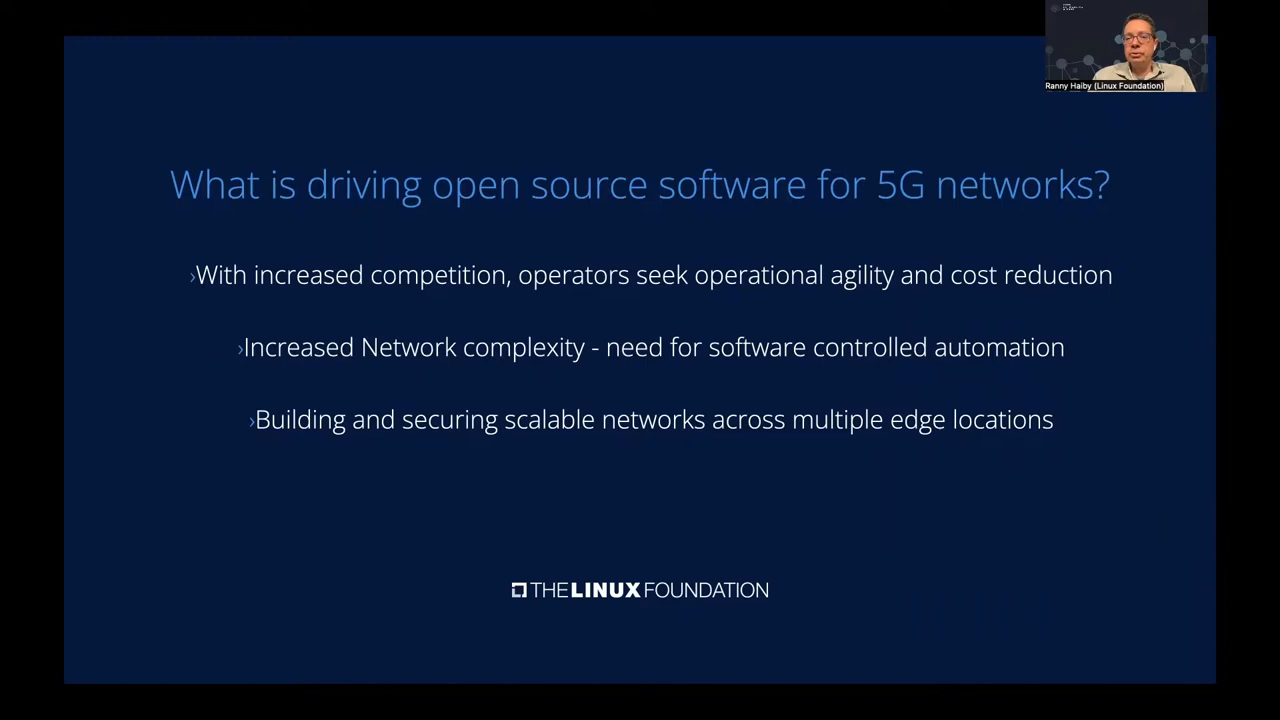 Ranny Haiby (Linux Foundation)
What is driving open source software for 5G networks?
›With increased competition, operators seek operational agility and cost reduction
›Increased Network complexity - need for software controlled automation
›Building and securing scalable networks across multiple edge locations
THE LINUX FOUNDATION